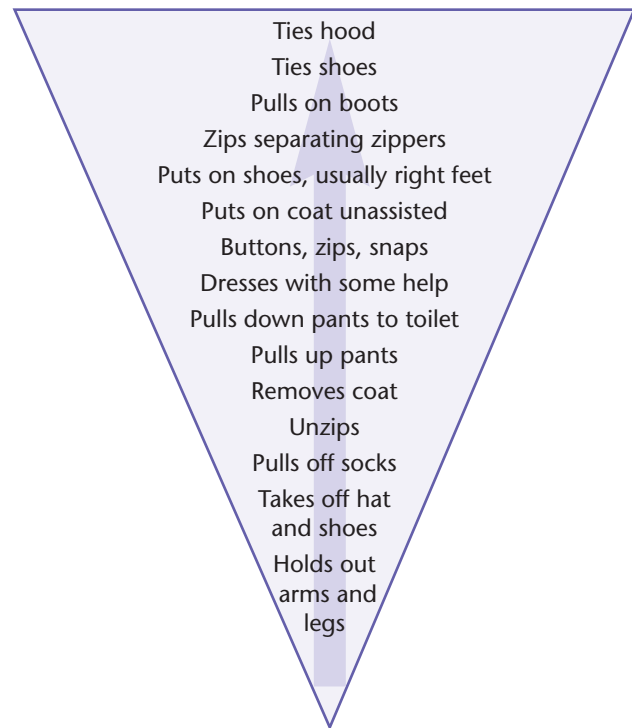 Ties hood
Ties shoes
Pulls on boots
Zips separating zippers
Puts on shoes, usually right feet
Puts on coat unassisted
Buttons, zips, snaps
Dresses with some help
Pulls down pants to toilet
Pulls up pants
Removes coat
Unzips
Pulls off socks
Takes off hat
and shoes
Holds out
arms and
legs